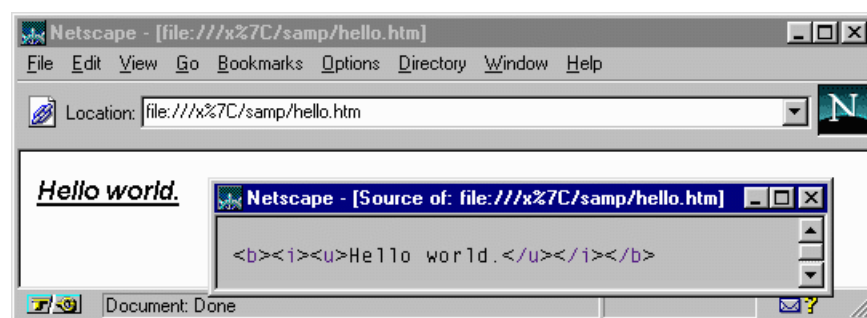 Netscape - [file:///x%7C/samp/hello.htm]
File Edit View Go Bookmarks Options Directory Window Help
Location: file:///x%7C/samp/hello.htm
N
Hello world.
Netscape - [Source of: file:///x%7C/samp/hello.htm]
<b><i><u>Hello world.</u></i></b>
Document: Done
?